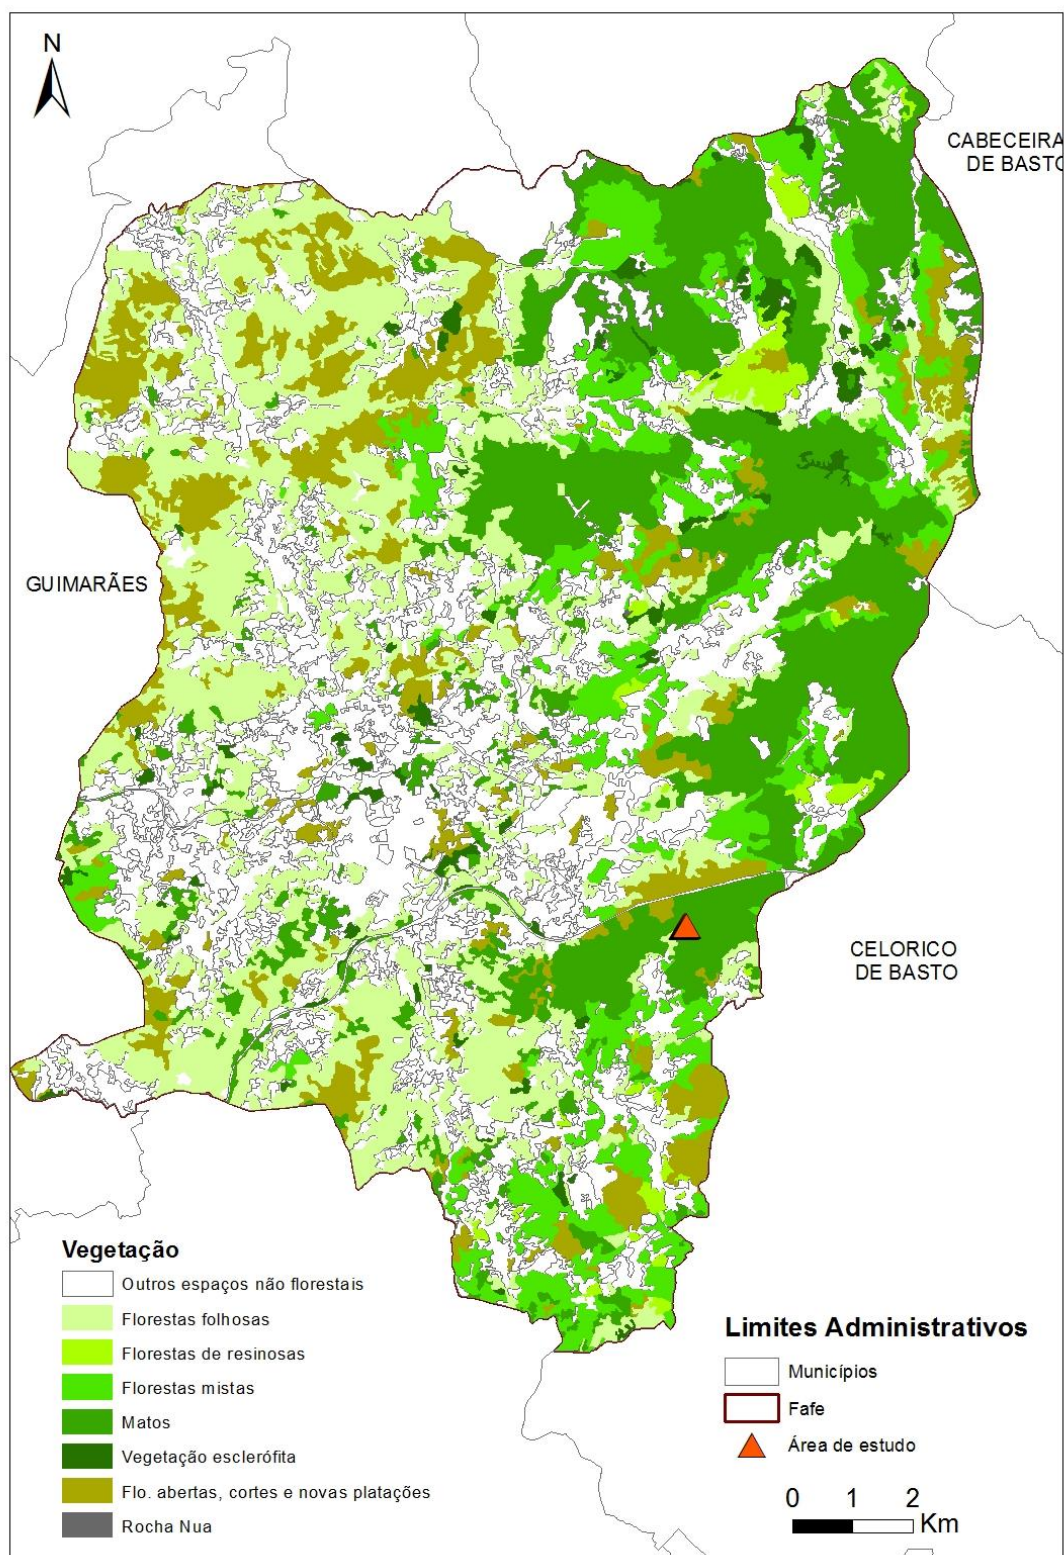 N
CABECEIRA
DE BASTO
GUIMARÃES
CELORICO
DE BASTO
Vegetação
Outros espaços não florestais
Florestas folhosas
Florestas de resinosas
Florestas mistas
Matos
Vegetação esclerófita
Flo. abertas, cortes e novas platações
Rocha Nua
Limites Administrativos
Municípios
Fafe
Área de estudo
0 1 2
Km